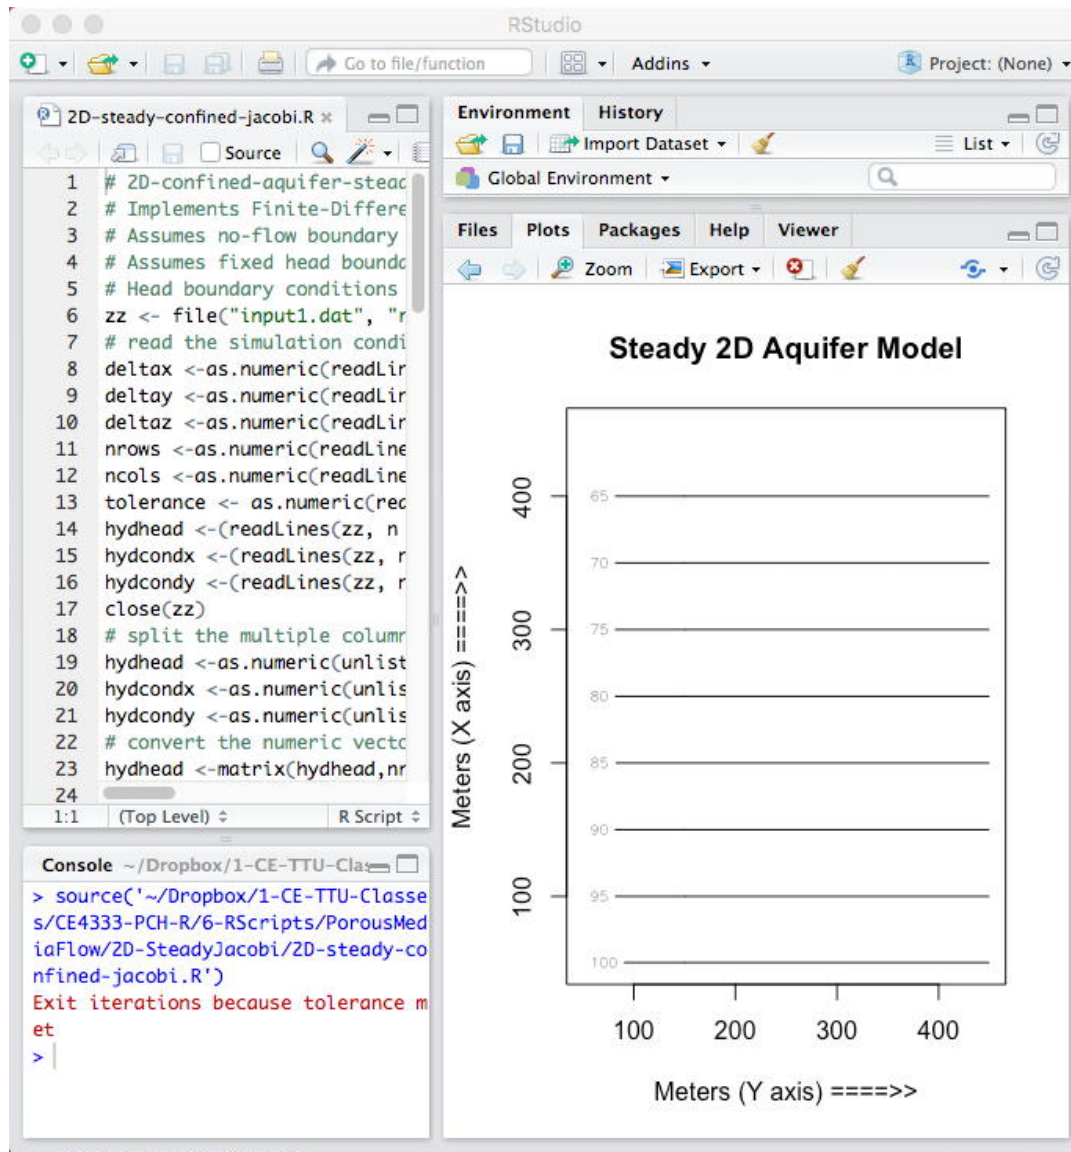 RStudio
Go to file/function
Addins
Project: (None)
2D-steady-confined-jacobi.R
Source
1 # 2D-confined-aquifer-stead
2 # Implements Finite-Differe
3 # Assumes no-flow boundary
4 # Assumes fixed head bounda
5 # Head boundary conditions
6 zz <- file("input1.dat", "r
7 # read the simulation condi
8 deltax <-as.numeric(readLin
9 deltay <-as.numeric(readLin
10 deltaz <-as.numeric(readLin
11 nrows <-as.numeric(readLine
12 ncols <-as.numeric(readLine
13 tolerance <- as.numeric(rea
14 hydhead <-(readLines(zz, n
15 hydcondx <-(readLines(zz, r
16 hydcondy <-(readLines(zz, r
17 close(zz)
18 # split the multiple column
19 hydhead <-as.numeric(unlist
20 hydcondx <-as.numeric(unlis
21 hydcondy <-as.numeric(unlis
22 # convert the numeric vecto
23 hydhead <-matrix(hydhead,nr
24
1:1 (Top Level) R Script
Console ~/Dropbox/1-CE-TTU-Clas
> source('~/Dropbox/1-CE-TTU-Classe
s/CE4333-PCH-R/6-RScripts/PorousMed
iaFlow/2D-SteadyJacobi/2D-steady-co
nfined-jacobi.R')
Exit iterations because tolerance m
et
>
Environment History
Import Dataset List
Global Environment
Files Plots Packages Help Viewer
Zoom Export
Steady 2D Aquifer Model
Meters (X axis) ====>>
400
300
200
100
65
70
75
80
85
90
95
100
100 200 300 400
Meters (Y axis) ====>>